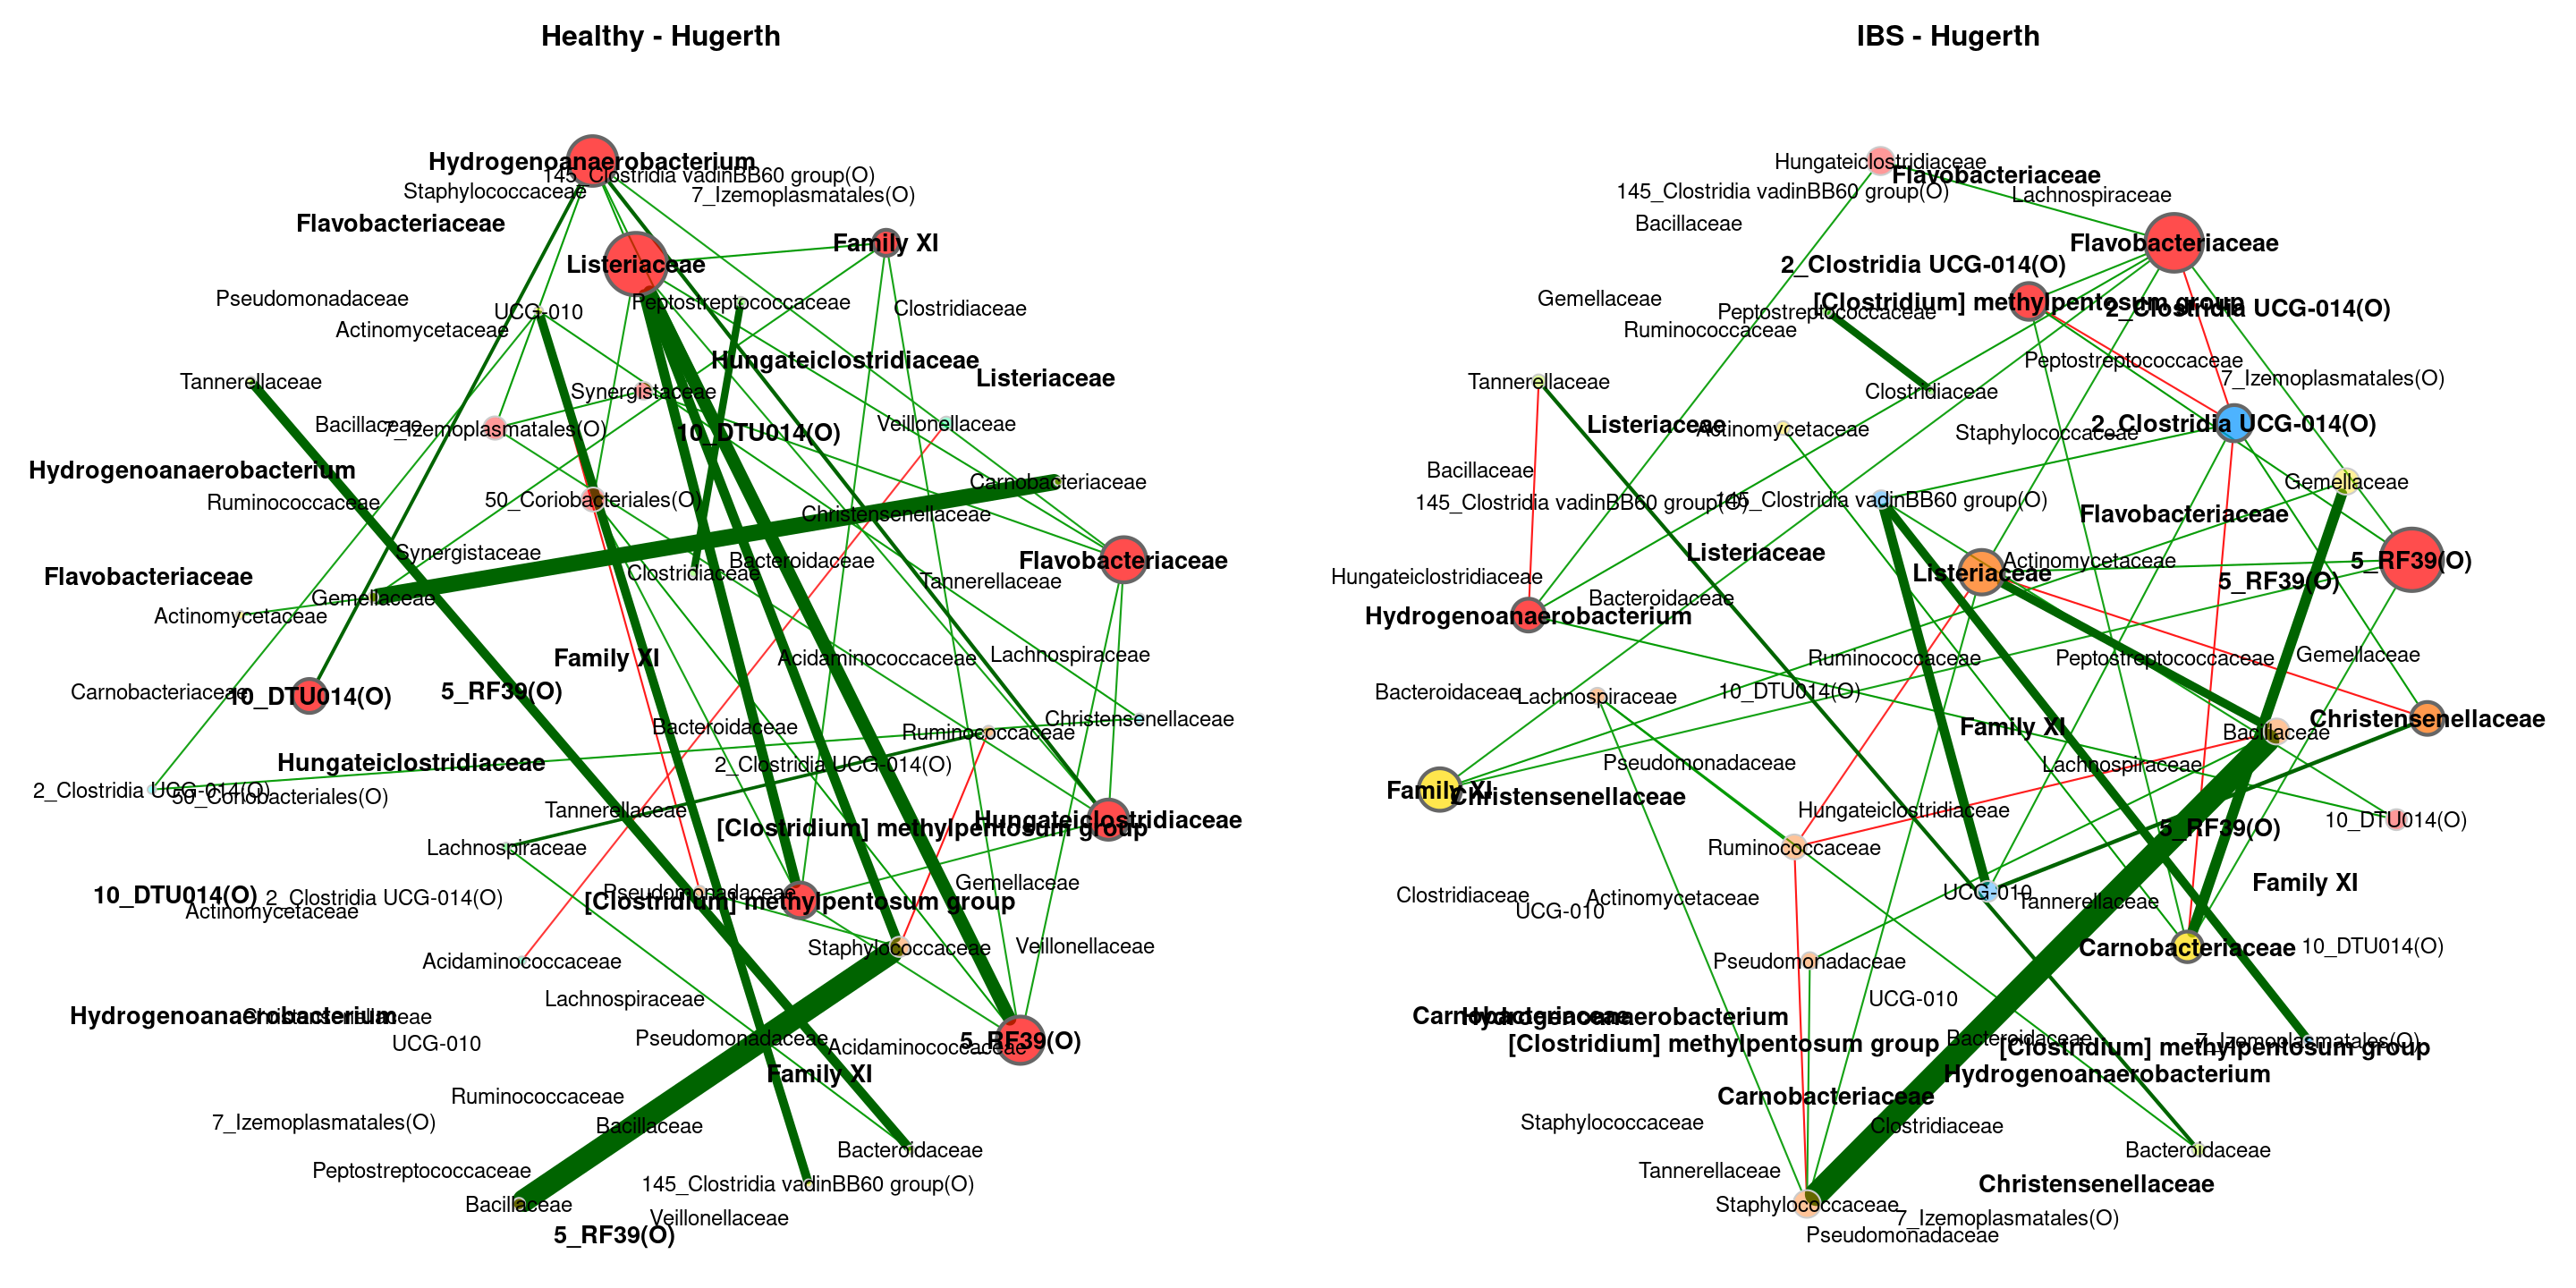 Healthy - Hugerth
Hydrogenoanaerobacterium
145_Clostridia vadinBB60 group(O)
Staphylococcaceae
7_Izemoplasmatales(O)
Flavobacteriaceae
Family XI
Listeriaceae
Pseudomonadaceae
Peptostreptococcaceae
UCG-010
Clostridiaceae
Actinomycetaceae
Hungateiclostridiaceae
Listeriaceae
Tannerellaceae
Synergistaceae
Bacillaceae
7_Izemoplasmatales(O)
10_DTU014(O)
Veillonellaceae
Hydrogenoanaerobacterium
Carnobacteriaceae
Ruminococcaceae
50_Coriobacteriales(O)
Christensenellaceae
Synergistaceae
Bacteroidaceae
Flavobacteriaceae
Flavobacteriaceae
Clostridiaceae
Tannerellaceae
Gemellaceae
Actinomycetaceae
Family XI
Acidaminococcaceae
Lachnospiraceae
Carnobacteriaceae
10_DTU014(O)
5_RF39(O)
Christensenellaceae
Bacteroidaceae
Ruminococcaceae
Hungateiclostridiaceae
2_Clostridia UCG-014(O)
2_Clostridia UCG-014(O)
50_Coriobacteriales(O)
Tannerellaceae
Hungateiclostridiaceae
[Clostridium] methylpentosum group
Lachnospiraceae
Gemellaceae
10_DTU014(O)
2_Clostridia UCG-014(O)
Pseudomonadaceae
[Clostridium] methylpentosum group
Actinomycetaceae
Staphylococcaceae
Veillonellaceae
Acidaminococcaceae
Lachnospiraceae
Hydrogenoanaerobacterium
Christensenellaceae
UCG-010
Pseudomonadaceae
Acidaminococcaceae
5_RF39(O)
Family XI
Ruminococcaceae
7_Izemoplasmatales(O)
Bacillaceae
Bacteroidaceae
Peptostreptococcaceae
145_Clostridia vadinBB60 group(O)
Bacillaceae
Veillonellaceae
5_RF39(O)
IBS - Hugerth
Hungateiclostridiaceae
Flavobacteriaceae
145_Clostridia vadinBB60 group(O)
Lachnospiraceae
Bacillaceae
Flavobacteriaceae
2_Clostridia UCG-014(O)
Gemellaceae
[Clostridium] methylpentosum group
Peptostreptococcaceae
2_Clostridia UCG-014(O)
Ruminococcaceae
Peptostreptococcaceae
7_Izemoplasmatales(O)
Tannerellaceae
Clostridiaceae
Listeriaceae
Actinomycetaceae
Staphylococcaceae
2_Clostridia UCG-014(O)
Bacillaceae
Gemellaceae
145_Clostridia vadinBB60 group(O)
145_Clostridia vadinBB60 group(O)
Flavobacteriaceae
Listeriaceae
Actinomycetaceae
5_RF39(O)
Hungateiclostridiaceae
Listeriaceae
5_RF39(O)
Bacteroidaceae
Hydrogenoanaerobacterium
Ruminococcaceae
Peptostreptococcaceae
Gemellaceae
Bacteroidaceae
Lachnospiraceae
10_DTU014(O)
Christensenellaceae
Family XI
Bacillaceae
Pseudomonadaceae
Lachnospiraceae
Family XI
Christensenellaceae
Hungateiclostridiaceae
10_DTU014(O)
5_RF39(O)
Ruminococcaceae
Family XI
Clostridiaceae
Actinomycetaceae
UCG-010
Tannerellaceae
UCG-010
Carnobacteriaceae
10_DTU014(O)
Pseudomonadaceae
UCG-010
Carnobacteriaceae
Hydrogenoanaerobacterium
Bacteroidaceae
7_Izemoplasmatales(O)
[Clostridium] methylpentosum group
[Clostridium] methylpentosum group
Hydrogenoanaerobacterium
Carnobacteriaceae
Staphylococcaceae
Clostridiaceae
Bacteroidaceae
Tannerellaceae
Christensenellaceae
Staphylococcaceae
7_Izemoplasmatales(O)
Pseudomonadaceae